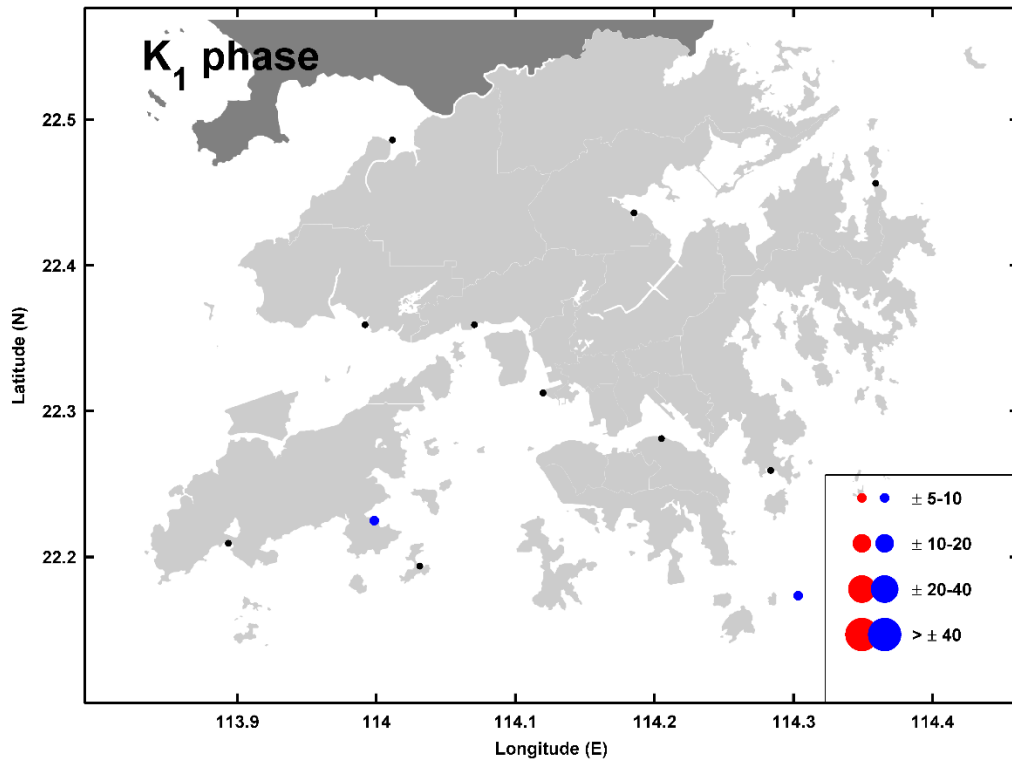 K₁ phase
22.5
22.4
22.3
22.2
Latitude (N)
± 5-10
± 10-20
± 20-40
> ± 40
113.9 114 114.1 114.2 114.3 114.4
Longitude (E)